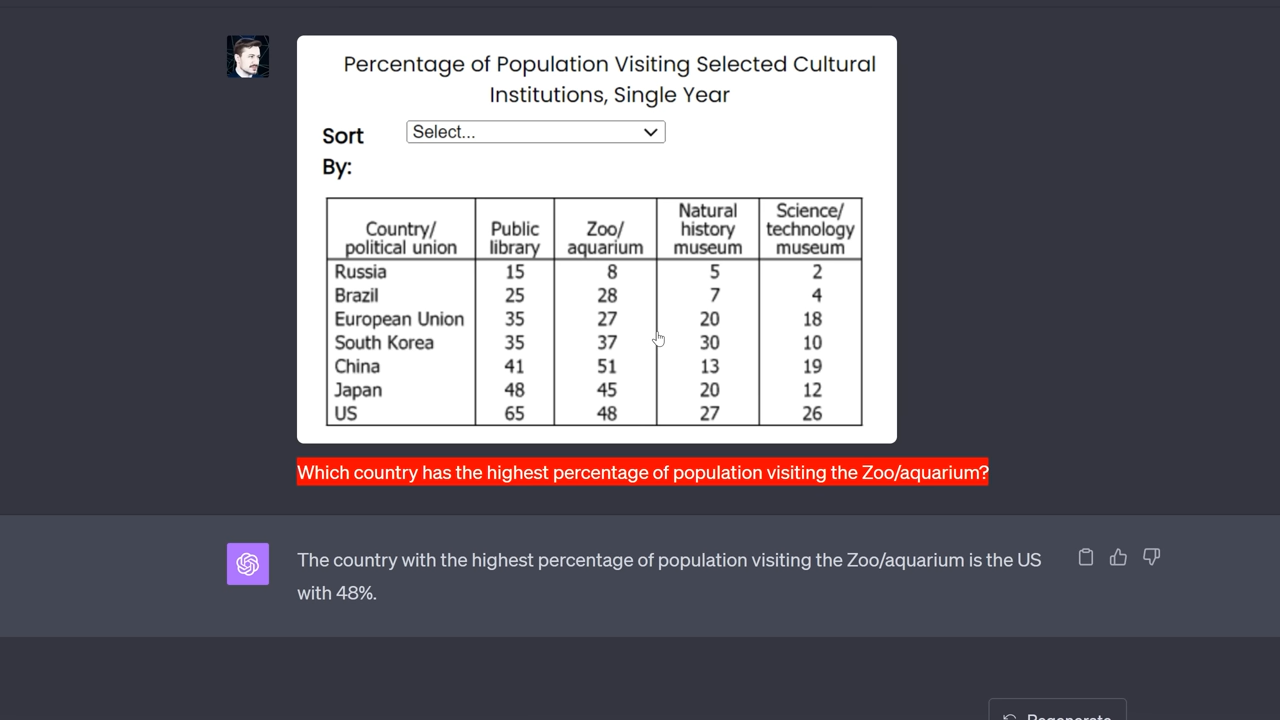 Percentage of Population Visiting Selected Cultural
Institutions, Single Year
Sort
By:
Select...
Country/
political union
Public
library
Zoo/
aquarium
Natural
history
museum
Science/
technology
museum
Russia 15 8 5 2
Brazil 25 28 7 4
European Union 35 27 20 18
South Korea 35 37 30 10
China 41 51 13 19
Japan 48 45 20 12
US 65 48 27 26
Which country has the highest percentage of population visiting the Zoo/aquarium?
The country with the highest percentage of population visiting the Zoo/aquarium is the US
with 48%.
Regenerate